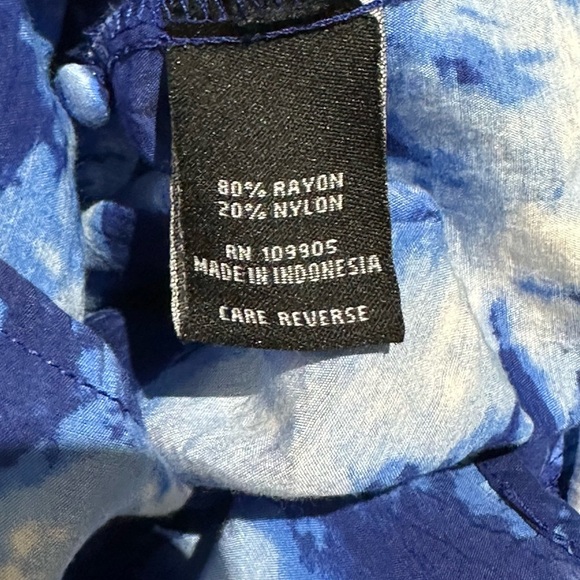 80% RAYON
20% NYLON
RN 109905
MADE IN INDONESIA
CARE REVERSE